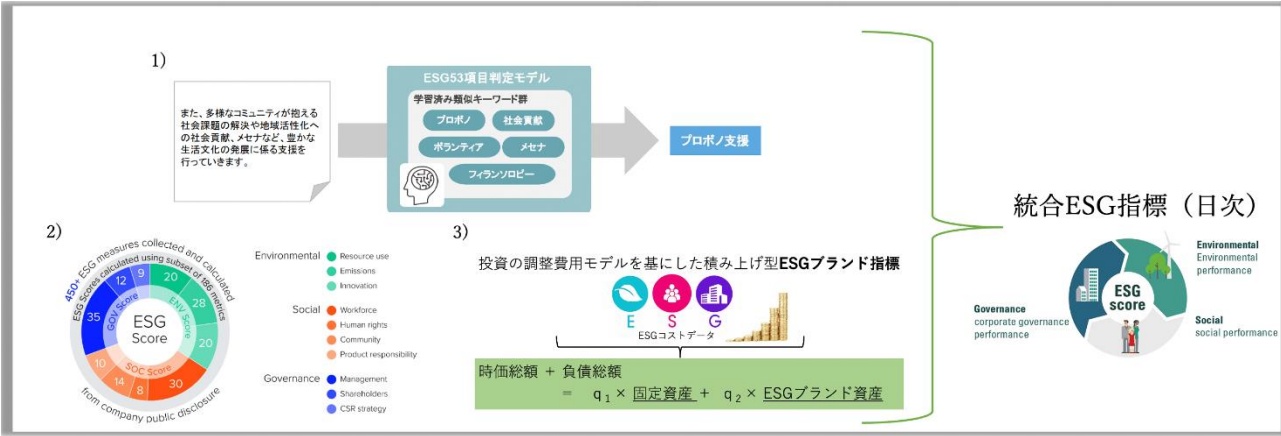 1)
また、多様なコミュニティが抱える
社会課題の解決や地域活性化へ
の社会貢献、メセナなど、豊かな
生活文化の発展に係る支援を
行っていきます。
ESG53項目判定モデル
学習済み類似キーワード群
プロボノ
社会貢献
ボランティア
メセナ
フィランソロピー
プロボノ支援
2)
450+ ESG measures collected and calculated
ESG Scores calculated using subset of 186 metrics
from company public disclosure
ESG
Score
ENV Score
SOC Score
GOV Score
20
28
20
30
8
14
10
35
12
9
Environmental
Resource use
Emissions
Innovation
Social
Workforce
Human rights
Community
Product responsibility
Governance
Management
Shareholders
CSR strategy
3)
投資の調整費用モデルを基にした積み上げ型ESGブランド指標
E S G
ESGコストデータ
時価総額 + 負債総額
= q1 × 固定資産 + q2 × ESGブランド資産
統合ESG指標（日次）
Environmental
Environmental
performance
ESG
score
Governance
corporate governance
performance
Social
social performance